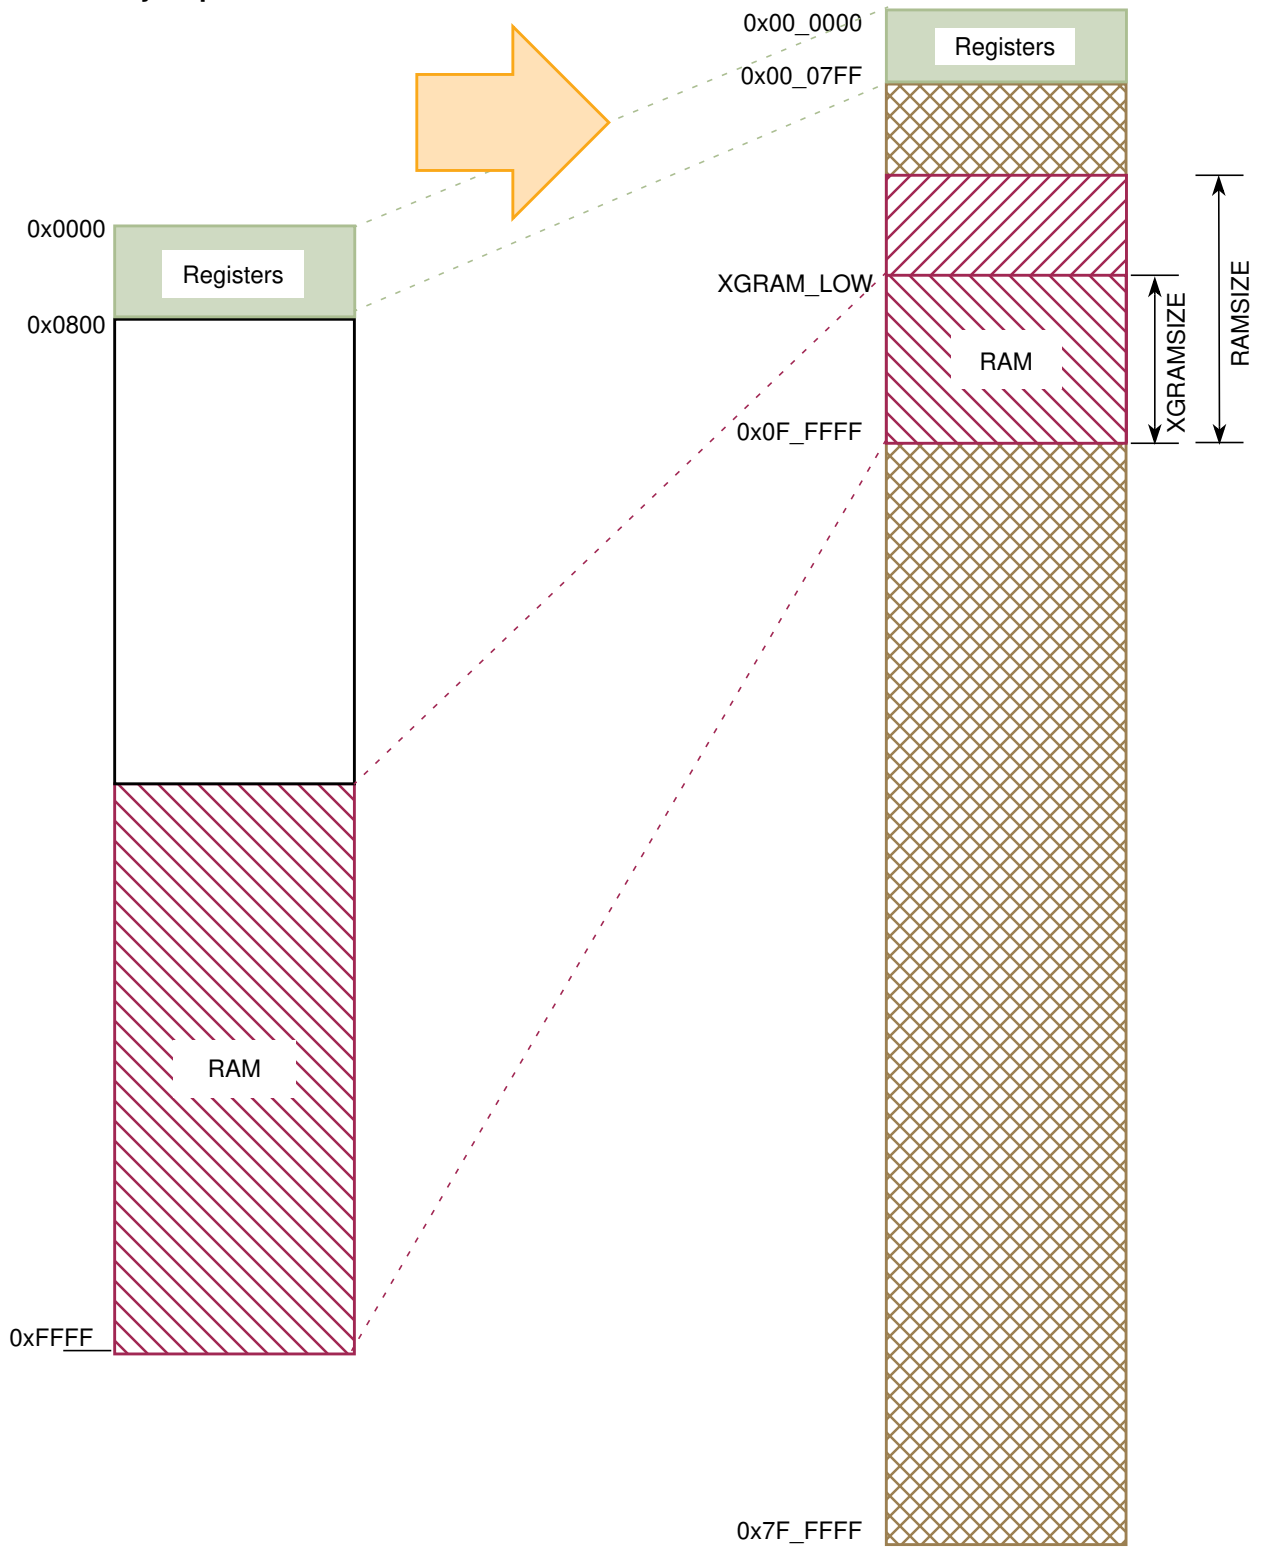 0x00_0000
Registers
0x00_07FF
0x0000
Registers
0x0800
XGRAM_LOW
RAM
XGRAMSIZE
RAMSIZE
0x0F_FFFF
RAM
0xFFFF
0x7F_FFFF